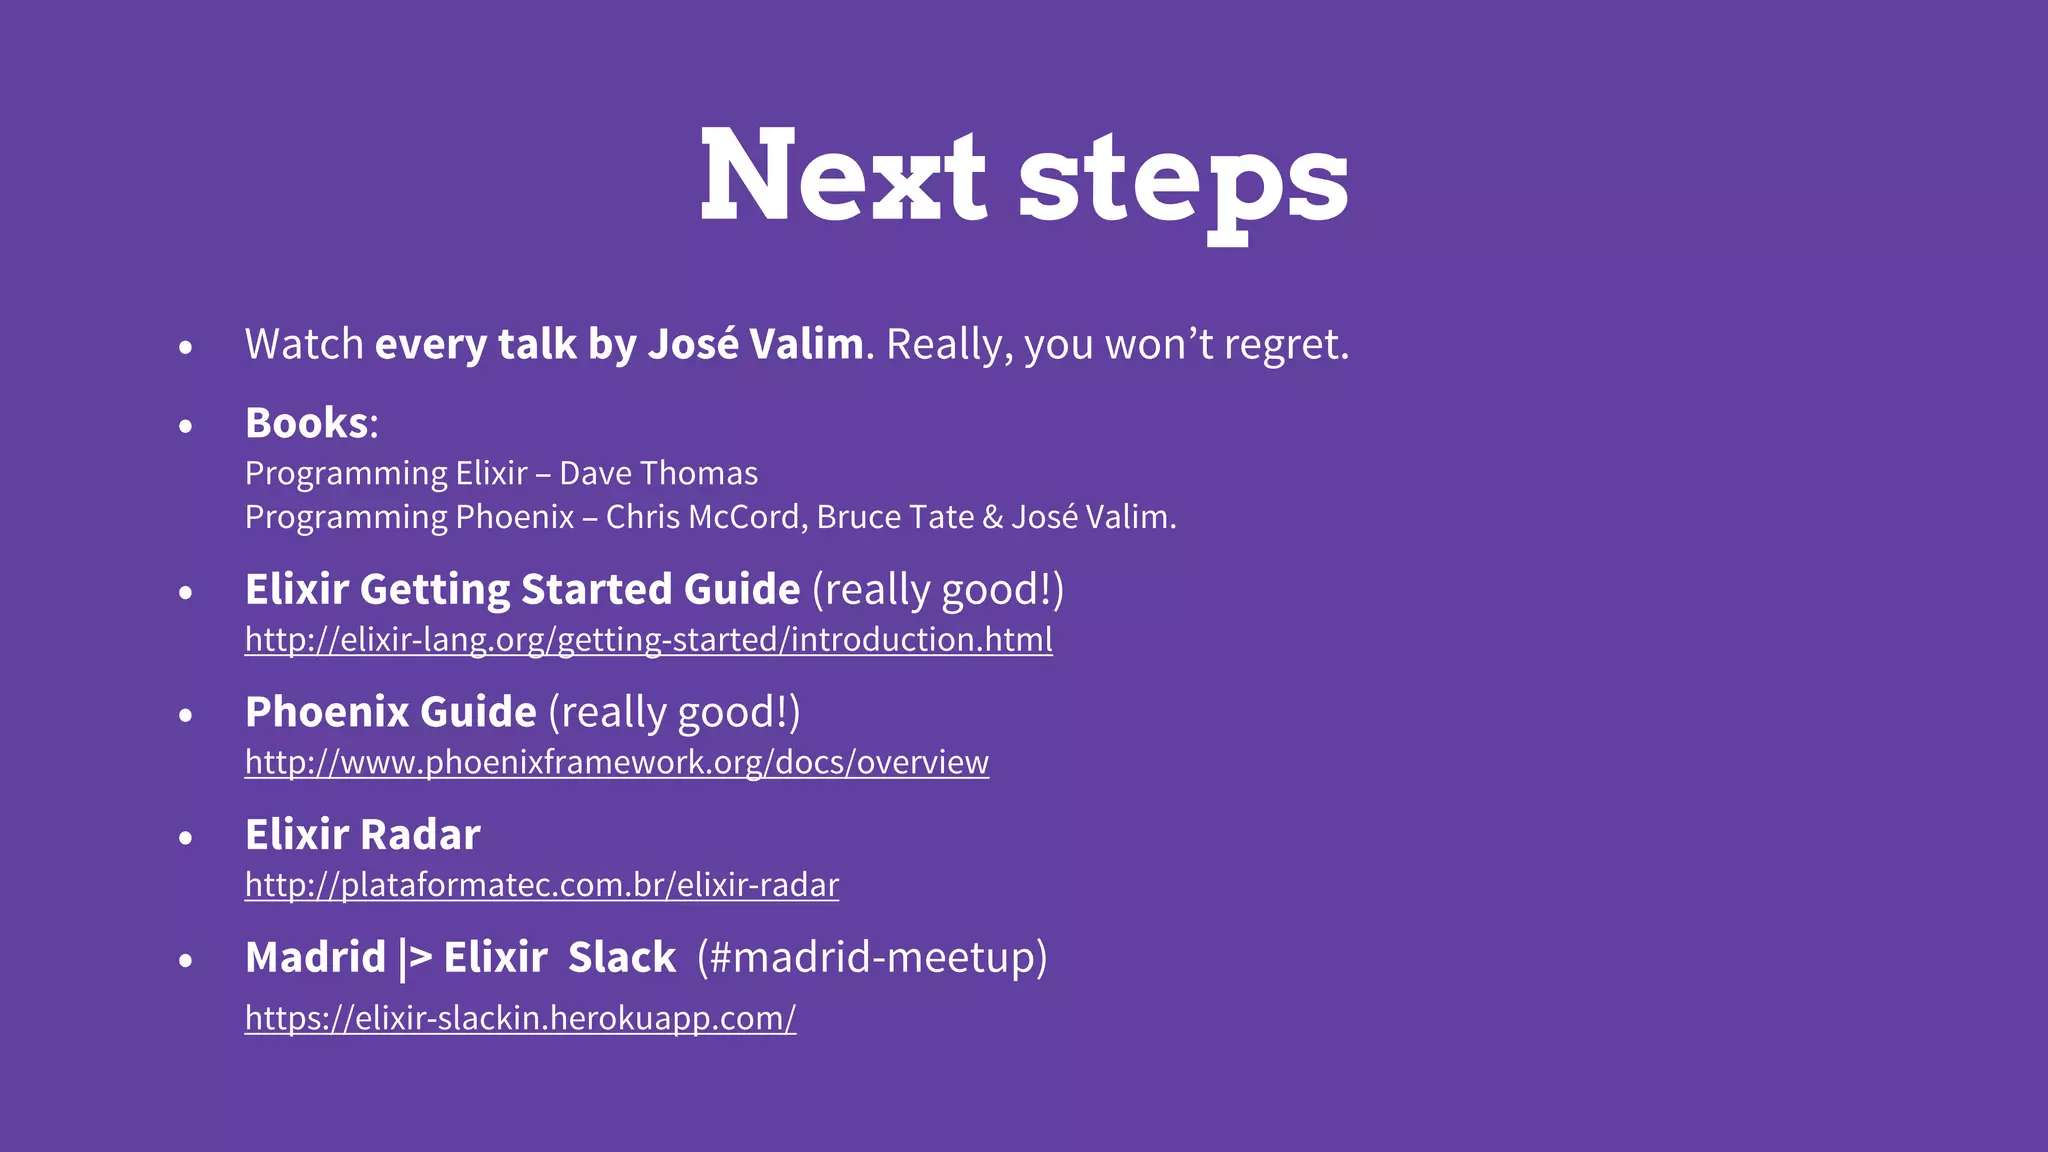 Next steps
• Watch every talk by José Valim. Really, you won’t regret.
• Books:
Programming Elixir – Dave Thomas
Programming Phoenix – Chris McCord, Bruce Tate & José Valim.
• Elixir Getting Started Guide (really good!)
http://elixir-lang.org/getting-started/introduction.html
• Phoenix Guide (really good!)
http://www.phoenixframework.org/docs/overview
• Elixir Radar
http://plataformatec.com.br/elixir-radar
• Madrid |> Elixir Slack (#madrid-meetup)
https://elixir-slackin.herokuapp.com/